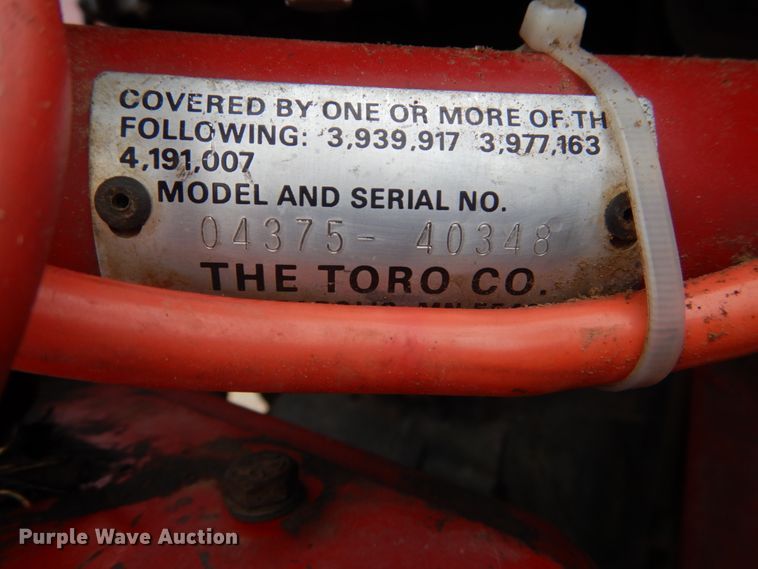 COVERED BY ONE OR MORE OF TH
FOLLOWING: 3,939,917 3,977,163
4,191,007
MODEL AND SERIAL NO.
04375- 40348
THE TORO CO.
Purple Wave Auction